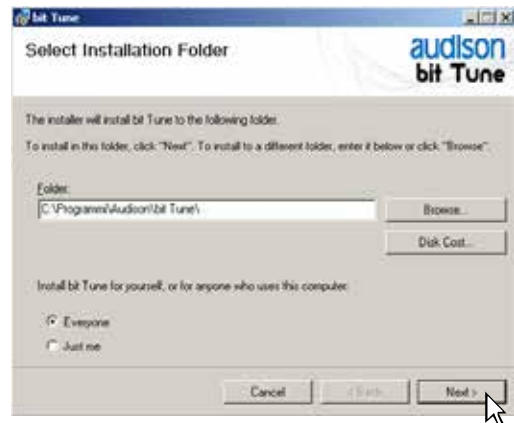 bit Tune
Select Installation Folder
audison
bit Tune
The installer will install bit Tune to the following folder.
To install in this folder, click "Next". To install to a different folder, enter it below or click "Browse".
Folder:
C:\Programmi\Audison\bit Tune\
Browse...
Disk Cost...
Install bit Tune for yourself, or for anyone who uses this computer:
Everyone
Just me
Cancel
< Back
Next >